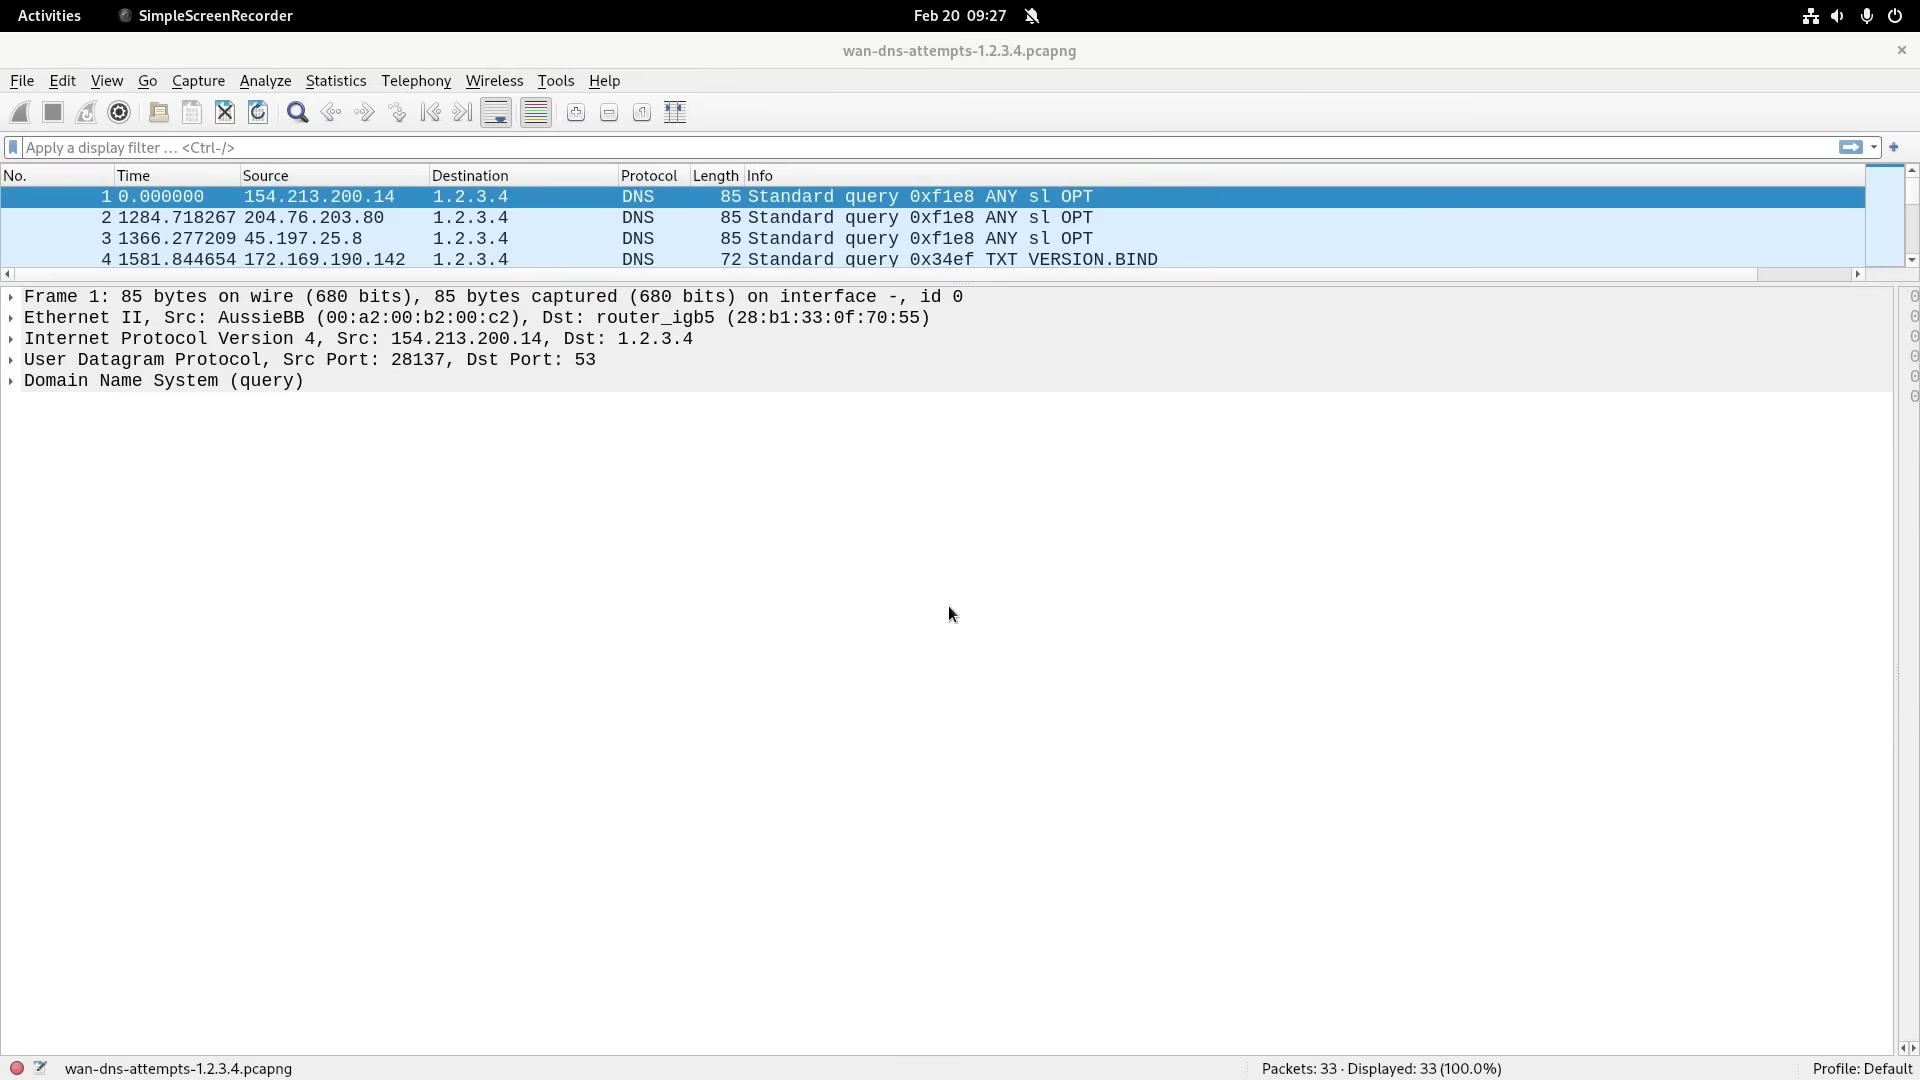 Activities SimpleScreenRecorder Feb 20 09:27
wan-dns-attempts-1.2.3.4.pcapng
File Edit View Go Capture Analyze Statistics Telephony Wireless Tools Help
Apply a display filter … <Ctrl-/>
No. Time Source Destination Protocol Length Info
1 0.000000 154.213.200.14 1.2.3.4 DNS 85 Standard query 0xf1e8 ANY sl OPT
2 1284.718267 204.76.203.80 1.2.3.4 DNS 85 Standard query 0xf1e8 ANY sl OPT
3 1366.277209 45.197.25.8 1.2.3.4 DNS 85 Standard query 0xf1e8 ANY sl OPT
4 1581.844654 172.169.190.142 1.2.3.4 DNS 72 Standard query 0x34ef TXT VERSION.BIND
Frame 1: 85 bytes on wire (680 bits), 85 bytes captured (680 bits) on interface -, id 0
Ethernet II, Src: AussieBB (00:a2:00:b2:00:c2), Dst: router_igb5 (28:b1:33:0f:70:55)
Internet Protocol Version 4, Src: 154.213.200.14, Dst: 1.2.3.4
User Datagram Protocol, Src Port: 28137, Dst Port: 53
Domain Name System (query)
0
0
0
0
0
0
wan-dns-attempts-1.2.3.4.pcapng Packets: 33 · Displayed: 33 (100.0%) Profile: Default